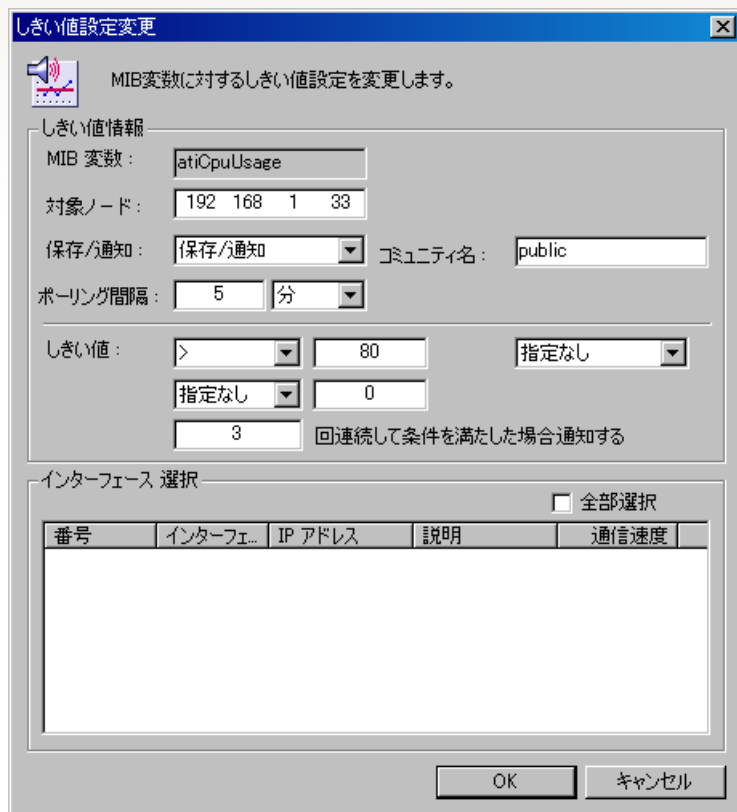 しきい値設定変更
MIB変数に対するしきい値設定を変更します。
しきい値情報
MIB 変数： atiCpuUsage
対象ノード： 192 168 1 33
保存/通知： 保存/通知 コミュニティ名： public
ポーリング間隔： 5 分
しきい値： > 80 指定なし
指定なし 0
3 回連続して条件を満たした場合通知する
インターフェース 選択
全部選択
番号 インターフェ... IP アドレス 説明 通信速度
OK キャンセル